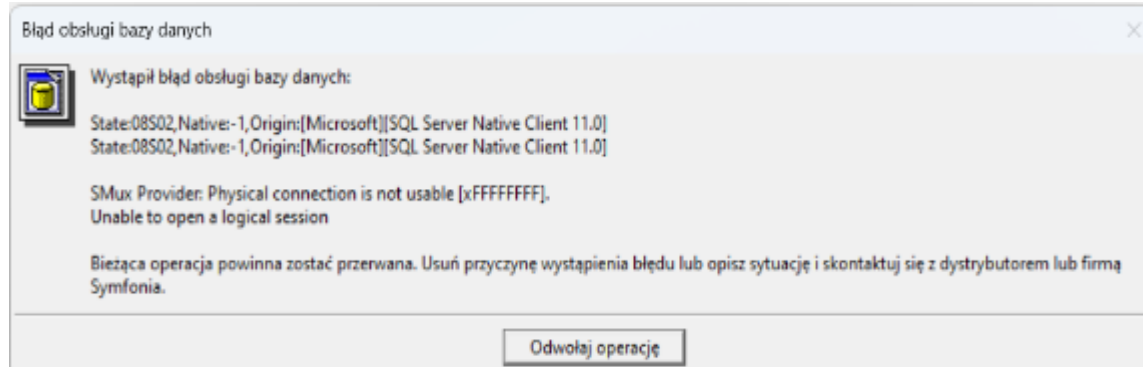 Błąd obsługi bazy danych
Wystąpił błąd obsługi bazy danych:
State:08S02,Native:-1,Origin:[Microsoft][SQL Server Native Client 11.0]
State:08S02,Native:-1,Origin:[Microsoft][SQL Server Native Client 11.0]
SMux Provider: Physical connection is not usable [xFFFFFFFF].
Unable to open a logical session
Bieżąca operacja powinna zostać przerwana. Usuń przyczynę wystąpienia błędu lub opisz sytuację i skontaktuj się z dystrybutorem lub firmą
Symfonia.
Odwołaj operację